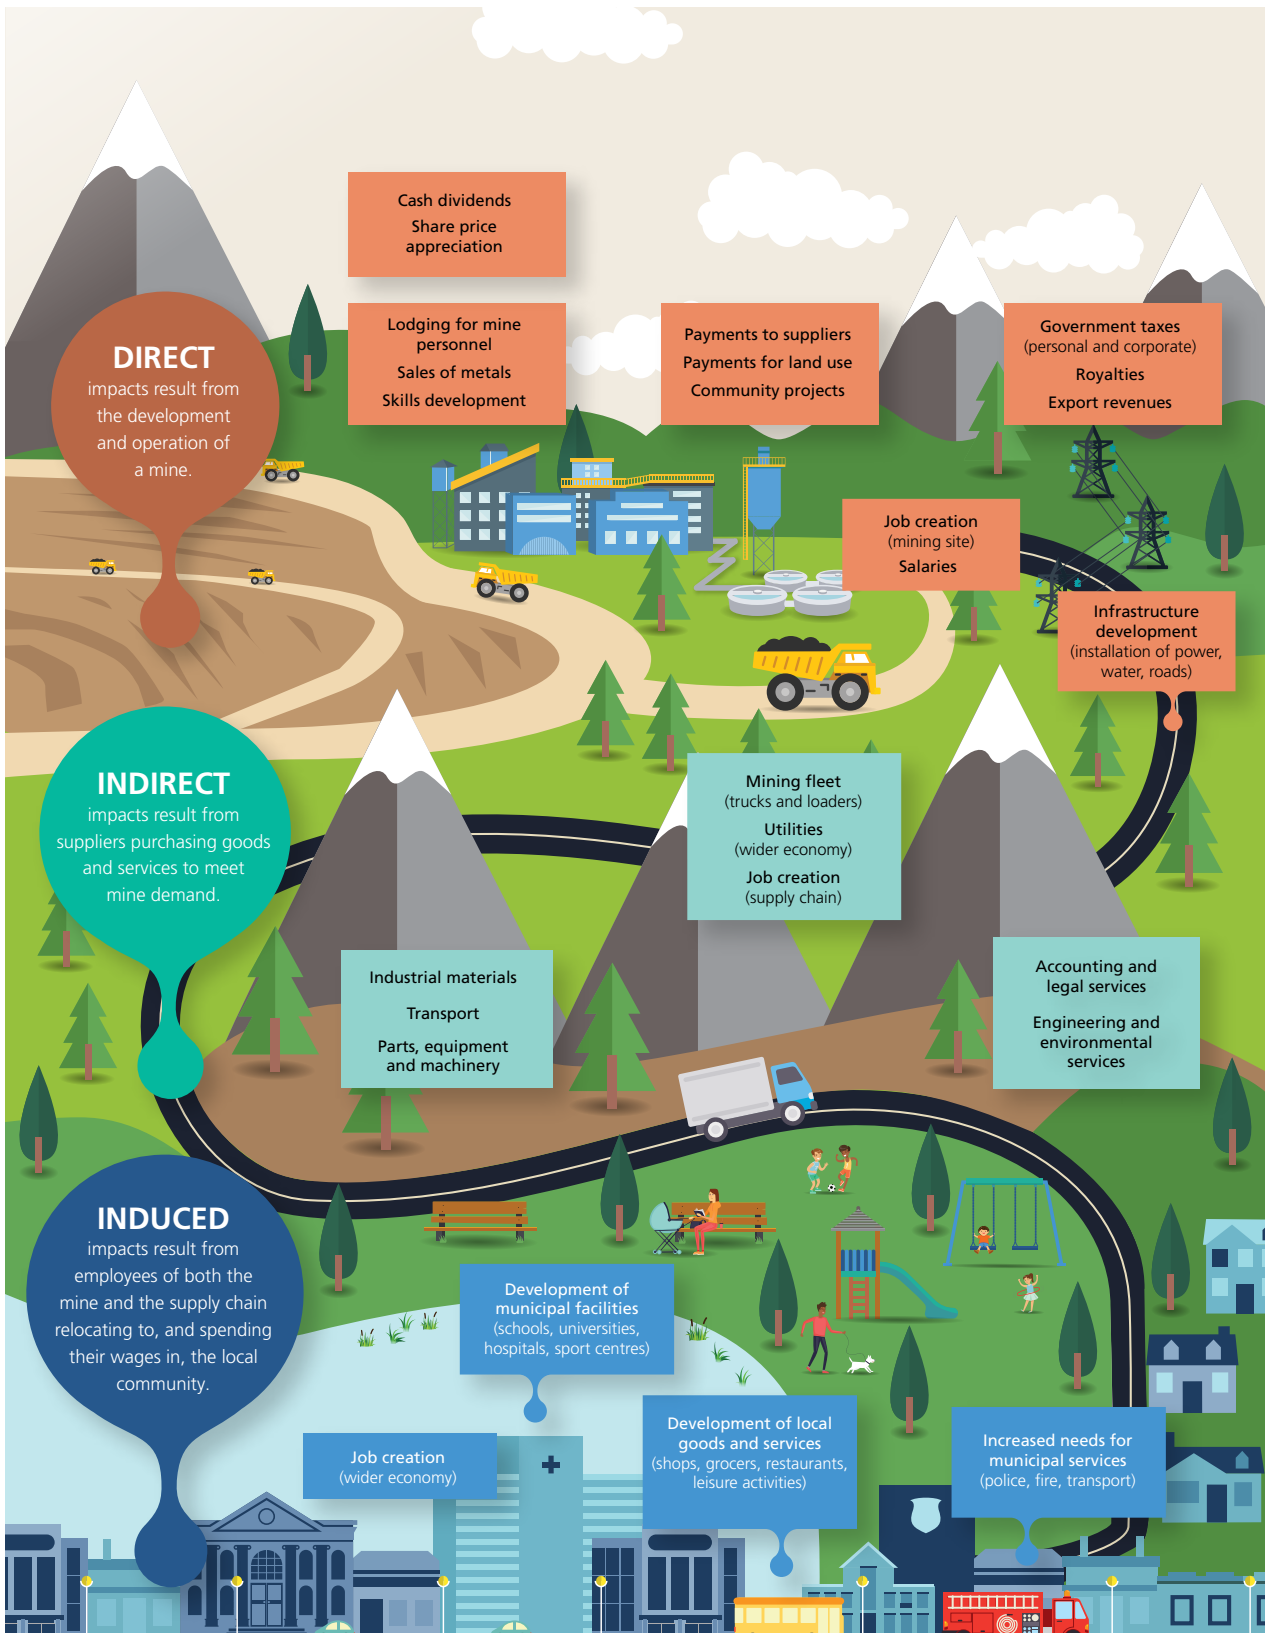 Cash dividends
Share price
appreciation
Lodging for mine
personnel
Sales of metals
Skills development
Payments to suppliers
Payments for land use
Community projects
Government taxes
(personal and corporate)
Royalties
Export revenues
DIRECT
impacts result from
the development
and operation of
a mine.
Job creation
(mining site)
Salaries
Infrastructure
development
(installation of power,
water, roads)
INDIRECT
impacts result from
suppliers purchasing goods
and services to meet
mine demand.
Mining fleet
(trucks and loaders)
Utilities
(wider economy)
Job creation
(supply chain)
Industrial materials
Transport
Parts, equipment
and machinery
Accounting and
legal services
Engineering and
environmental
services
INDUCED
impacts result from
employees of both the
mine and the supply chain
relocating to, and spending
their wages in, the local
community.
Development of
municipal facilities
(schools, universities,
hospitals, sport centres)
Job creation
(wider economy)
Development of local
goods and services
(shops, grocers, restaurants,
leisure activities)
Increased needs for
municipal services
(police, fire, transport)